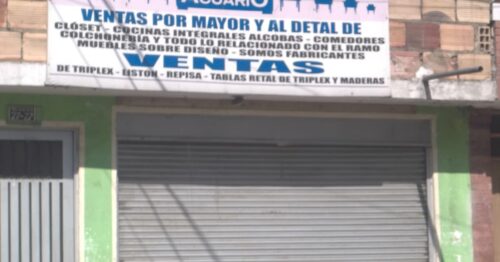 ACUARIO
VENTAS POR MAYOR Y AL DETAL DE
CLÓSET - COCINAS INTEGRALES ALCOBAS - COMEDORES
COLCHONERIA Y TODO LO RELACIONADO CON EL RAMO
MUEBLES SOBRE DISEÑO - SOMOS FABRICANTES
VENTAS
DE TRIPLEX - LISTON - REPISA - TABLAS RETAL DE TRIPLEX Y MADERAS